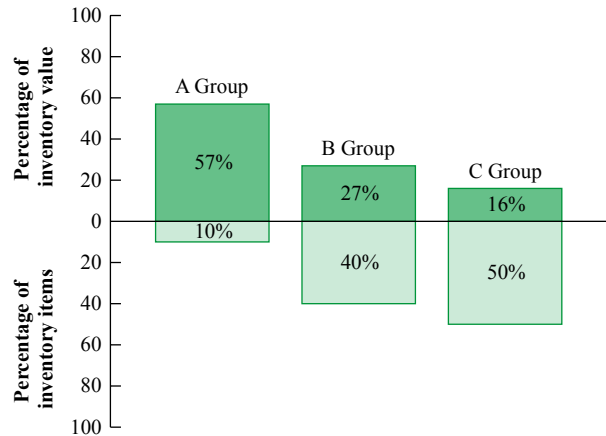 Percentage of
inventory value
Percentage of
inventory items
100
80
60
40
20
0
20
40
60
80
100
A Group
57%
10%
B Group
27%
40%
C Group
16%
50%